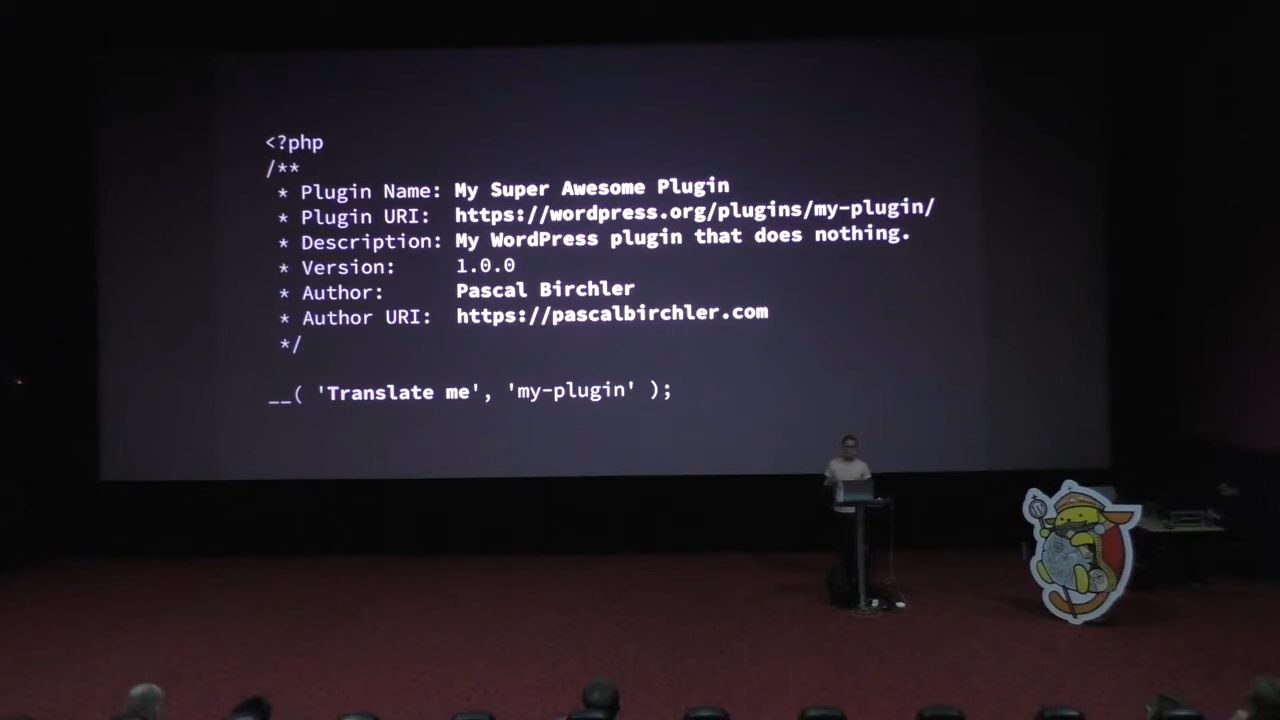 <?php
/**
* Plugin Name: My Super Awesome Plugin
* Plugin URI: https://wordpress.org/plugins/my-plugin/
* Description: My WordPress plugin that does nothing.
* Version: 1.0.0
* Author: Pascal Birchler
* Author URI: https://pascalbirchler.com
*/
__( 'Translate me', 'my-plugin' );